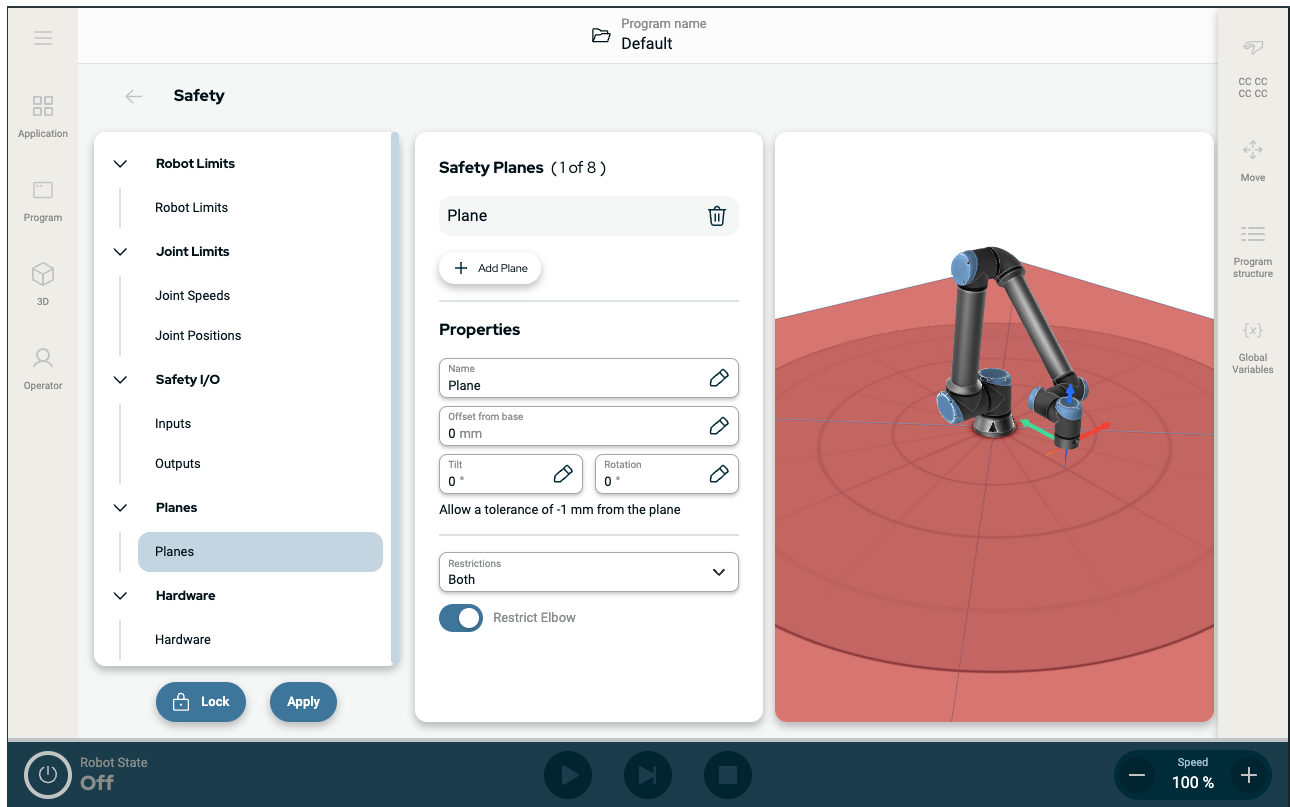 Program name
Default
Application
Program
3D
Operator
Safety
Robot Limits
Robot Limits
Joint Limits
Joint Speeds
Joint Positions
Safety I/O
Inputs
Outputs
Planes
Planes
Hardware
Hardware
Lock
Apply
Safety Planes ( 1 of 8 )
Plane
Add Plane
Properties
Name
Plane
Offset from base
0 mm
Tilt
0 °
Rotation
0 °
Allow a tolerance of -1 mm from the plane
Restrictions
Both
Restrict Elbow
CC CC
CC CC
Move
Program
structure
{x}
Global
Variables
Robot State
Off
Speed
100 %